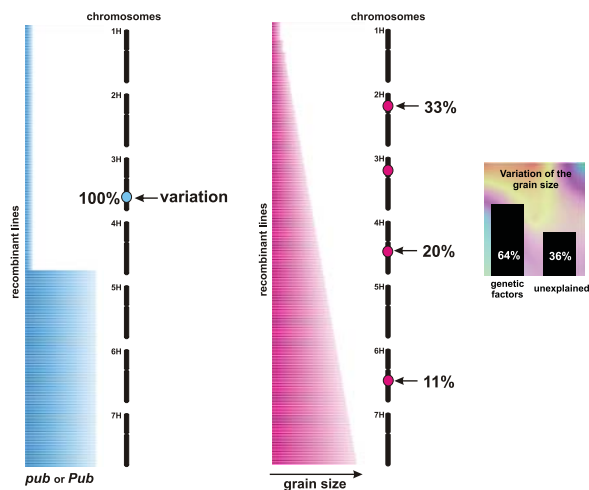 chromosomes
1H
2H
3H
100%
variation
4H
5H
6H
7H
recombinant lines
pub or Pub
chromosomes
1H
2H
33%
3H
4H
20%
5H
6H
11%
7H
recombinant lines
grain size
Variation of the
grain size
64%
36%
genetic
factors
unexplained